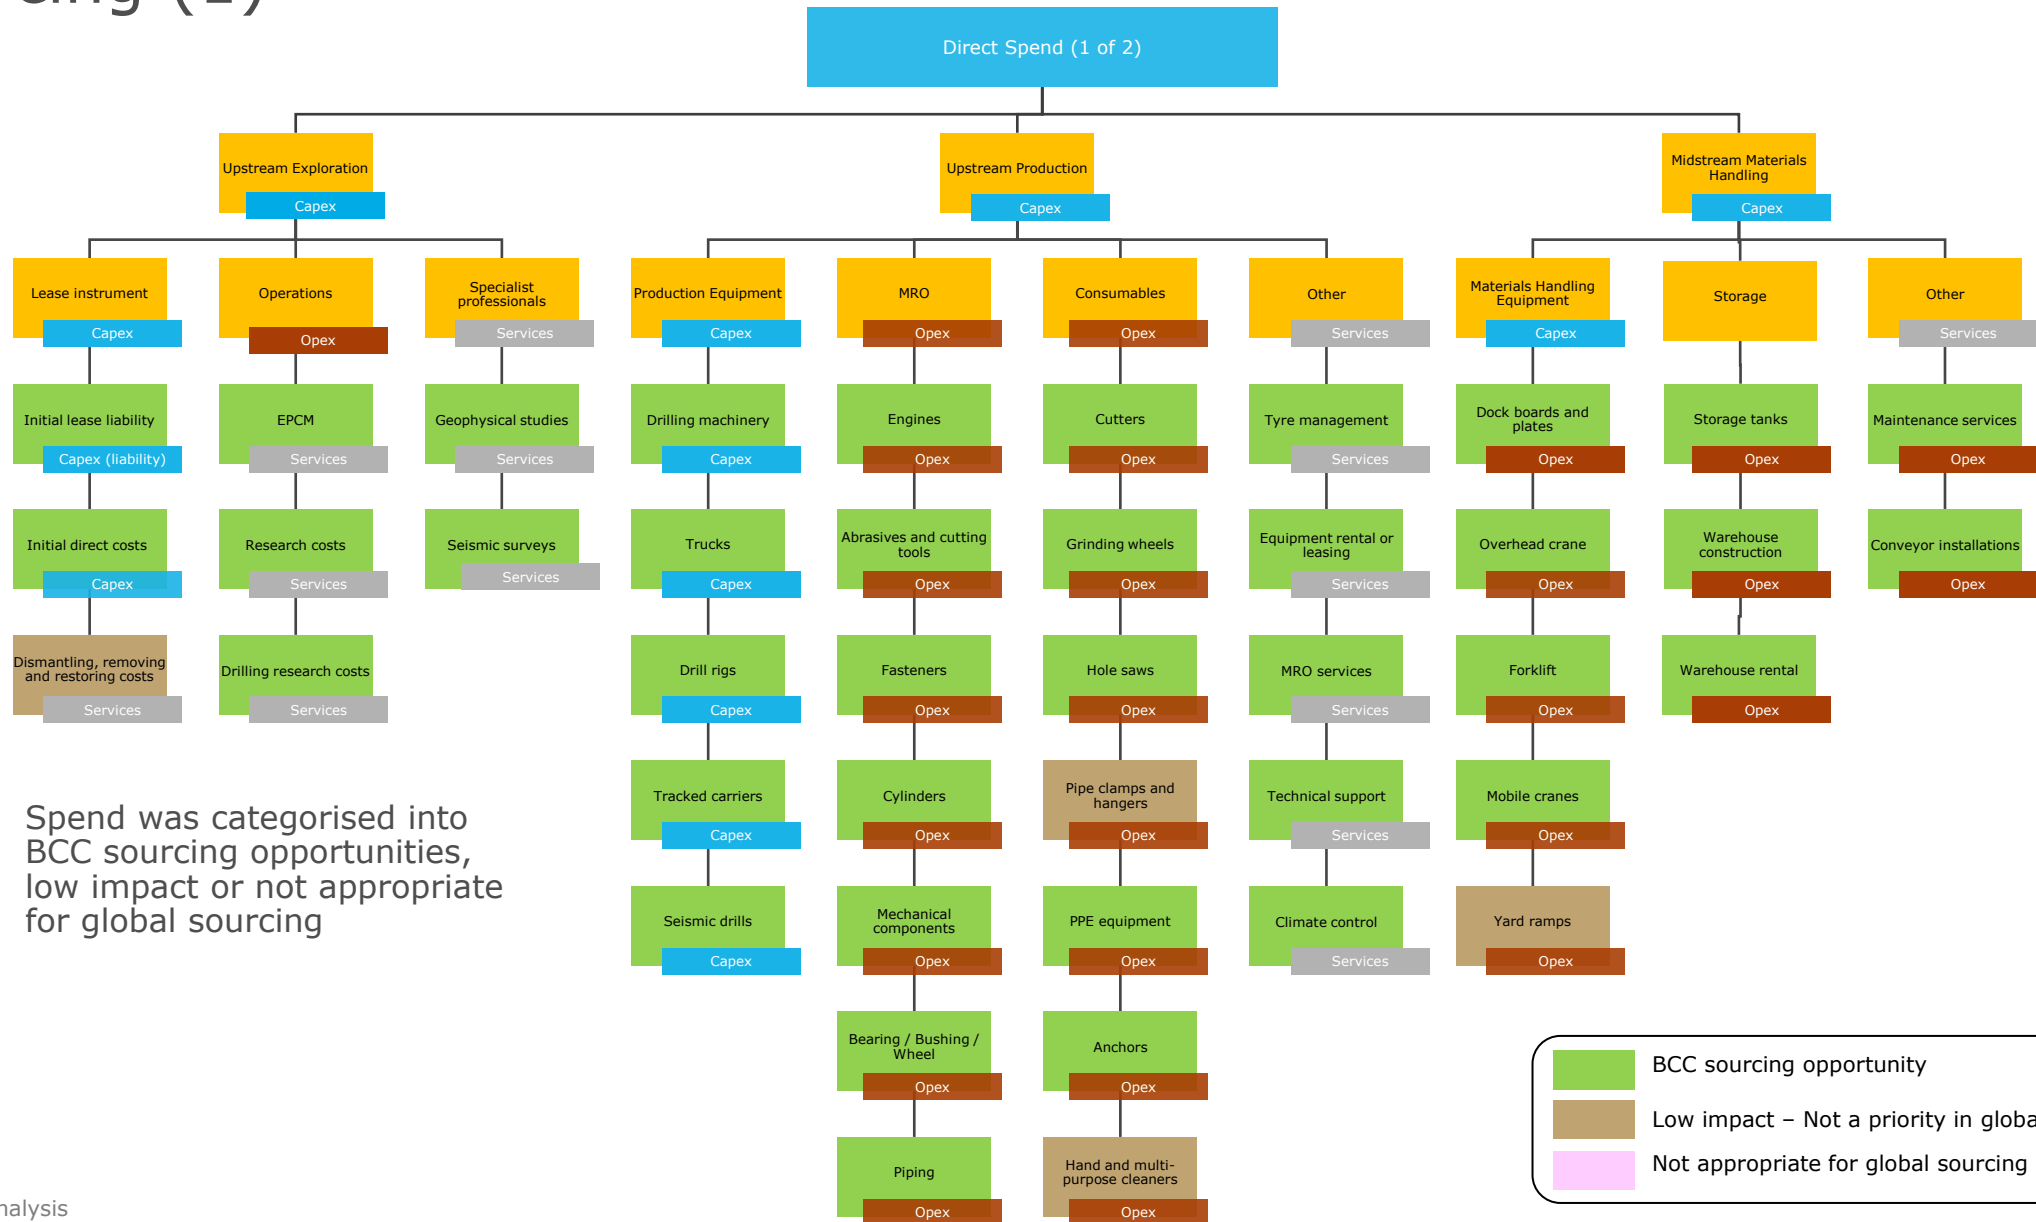 Direct Spend (1 of 2)
Upstream Exploration
Capex
Upstream Production
Capex
Midstream Materials
Handling
Capex
Lease instrument
Capex
Operations
Opex
Specialist
professionals
Services
Production Equipment
Capex
MRO
Opex
Consumables
Opex
Other
Services
Materials Handling
Equipment
Capex
Storage
Other
Services
Initial lease liability
Capex (liability)
EPCM
Services
Geophysical studies
Services
Drilling machinery
Capex
Engines
Opex
Cutters
Opex
Tyre management
Services
Dock boards and
plates
Opex
Storage tanks
Opex
Maintenance services
Opex
Initial direct costs
Capex
Research costs
Services
Seismic surveys
Services
Trucks
Capex
Abrasives and cutting
tools
Opex
Grinding wheels
Opex
Equipment rental or
leasing
Services
Overhead crane
Opex
Warehouse
construction
Opex
Conveyor installations
Opex
Dismantling, removing
and restoring costs
Services
Drilling research costs
Services
Drill rigs
Capex
Fasteners
Opex
Hole saws
Opex
MRO services
Services
Forklift
Opex
Warehouse rental
Opex
Tracked carriers
Capex
Cylinders
Opex
Pipe clamps and
hangers
Opex
Technical support
Services
Mobile cranes
Opex
Seismic drills
Capex
Mechanical
components
Opex
PPE equipment
Opex
Climate control
Services
Yard ramps
Opex
Bearing / Bushing /
Wheel
Opex
Anchors
Opex
Piping
Opex
Hand and multi-
purpose cleaners
Opex
Spend was categorised into
BCC sourcing opportunities,
low impact or not appropriate
for global sourcing
BCC sourcing opportunity
Low impact – Not a priority in globa
Not appropriate for global sourcing
nalysis